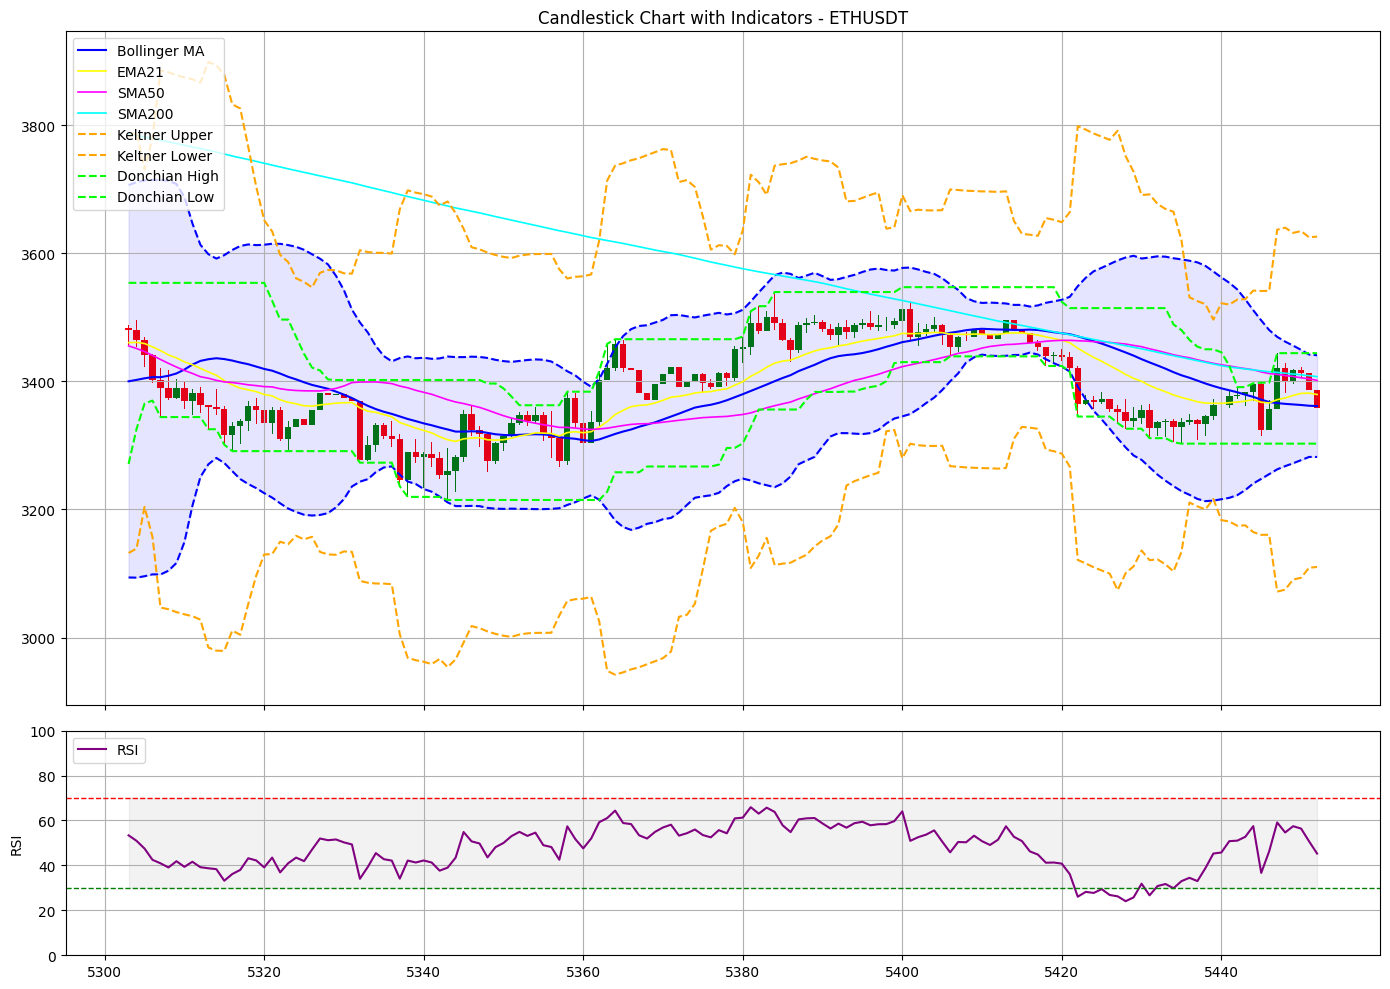 Candlestick Chart with Indicators - ETHUSDT
Bollinger MA
EMA21
SMA50
SMA200
Keltner Upper
Keltner Lower
Donchian High
Donchian Low
3800
3600
3400
3200
3000
RSI
100
80
60
40
20
0
RSI
5300 5320 5340 5360 5380 5400 5420 5440